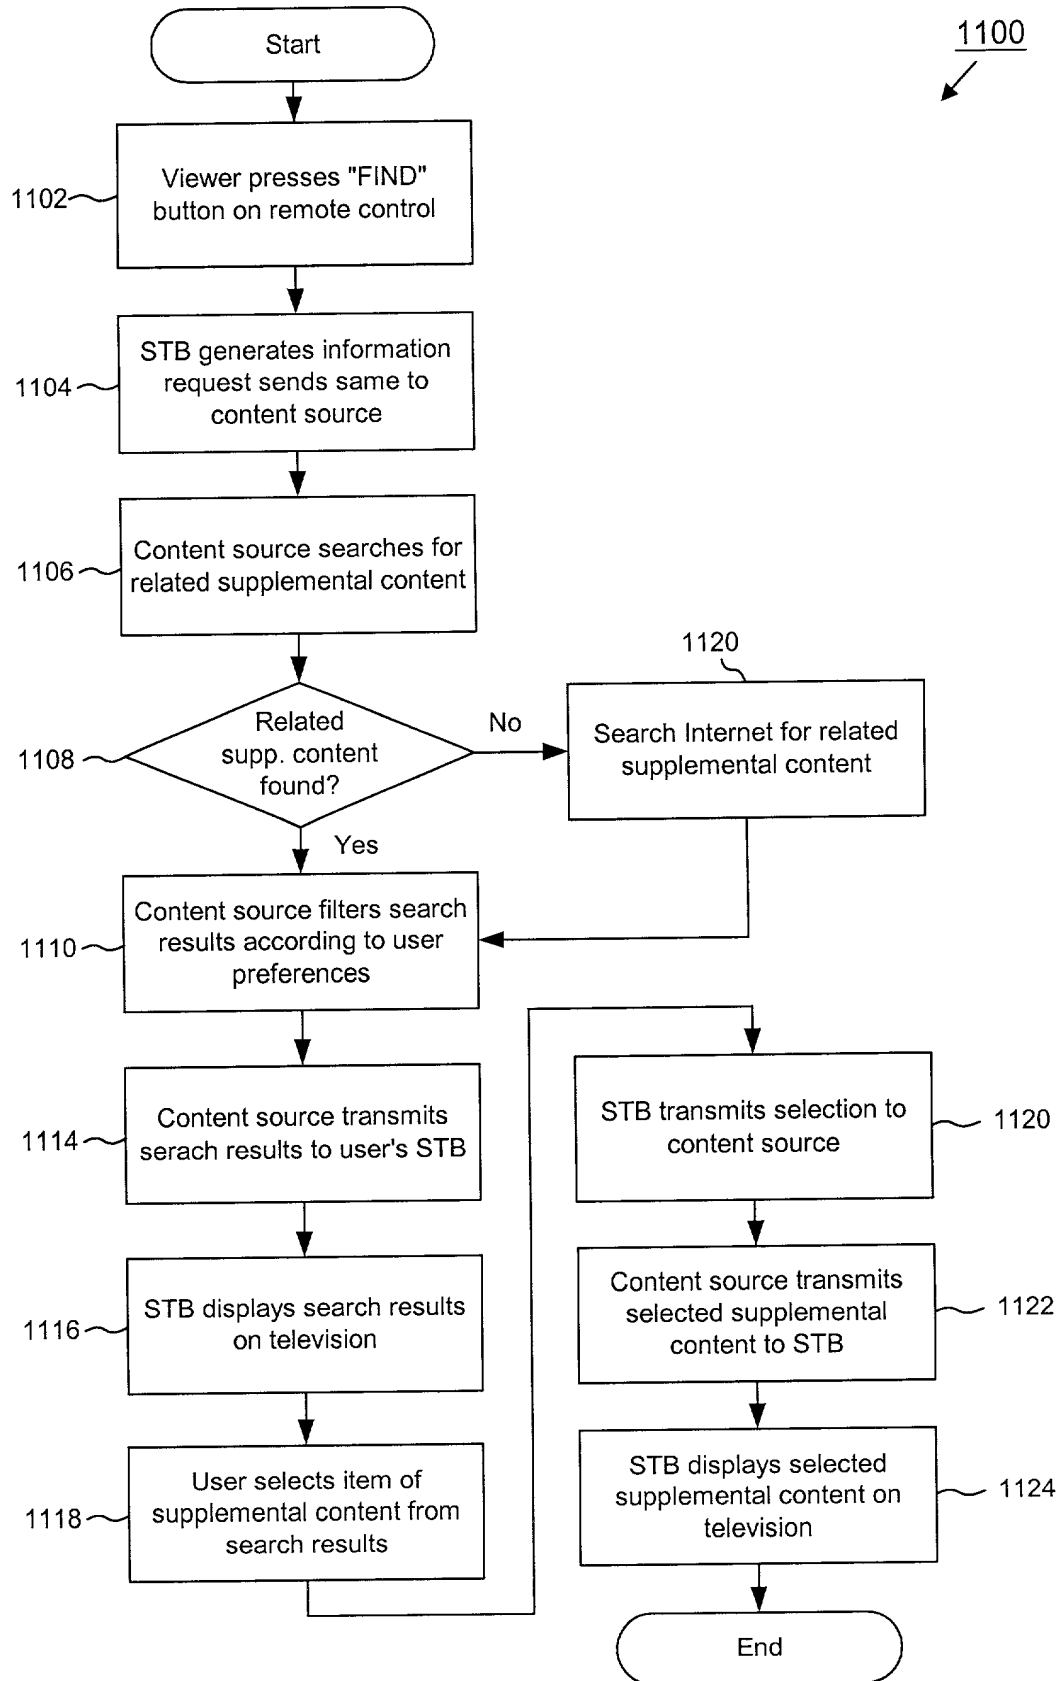 Start
1100
1102
Viewer presses "FIND"
button on remote control
1104
STB generates information
request sends same to
content source
1106
Content source searches for
related supplemental content
1108
Related
supp. content
found?
No
1120
Search Internet for related
supplemental content
Yes
1110
Content source filters search
results according to user
preferences
1114
Content source transmits
serach results to user's STB
1116
STB displays search results
on television
1118
User selects item of
supplemental content from
search results
STB transmits selection to
content source
1120
Content source transmits
selected supplemental
content to STB
1122
STB displays selected
supplemental content on
television
1124
End